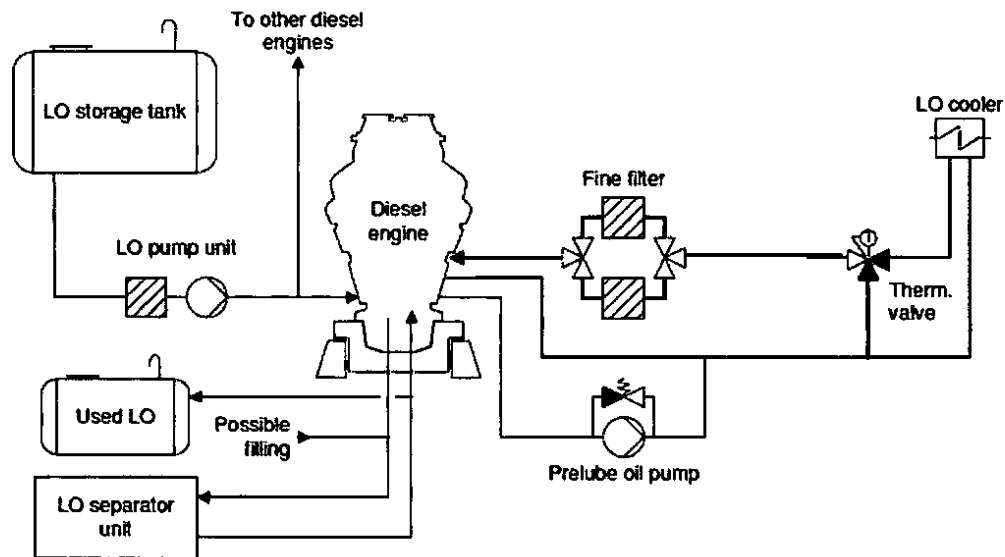 To other diesel
engines
LO storage tank
LO cooler
Fine filter
Diesel
engine
LO pump unit
Therm.
valve
Used LO
Possible
filling
Prelube oil pump
LO separator
unit